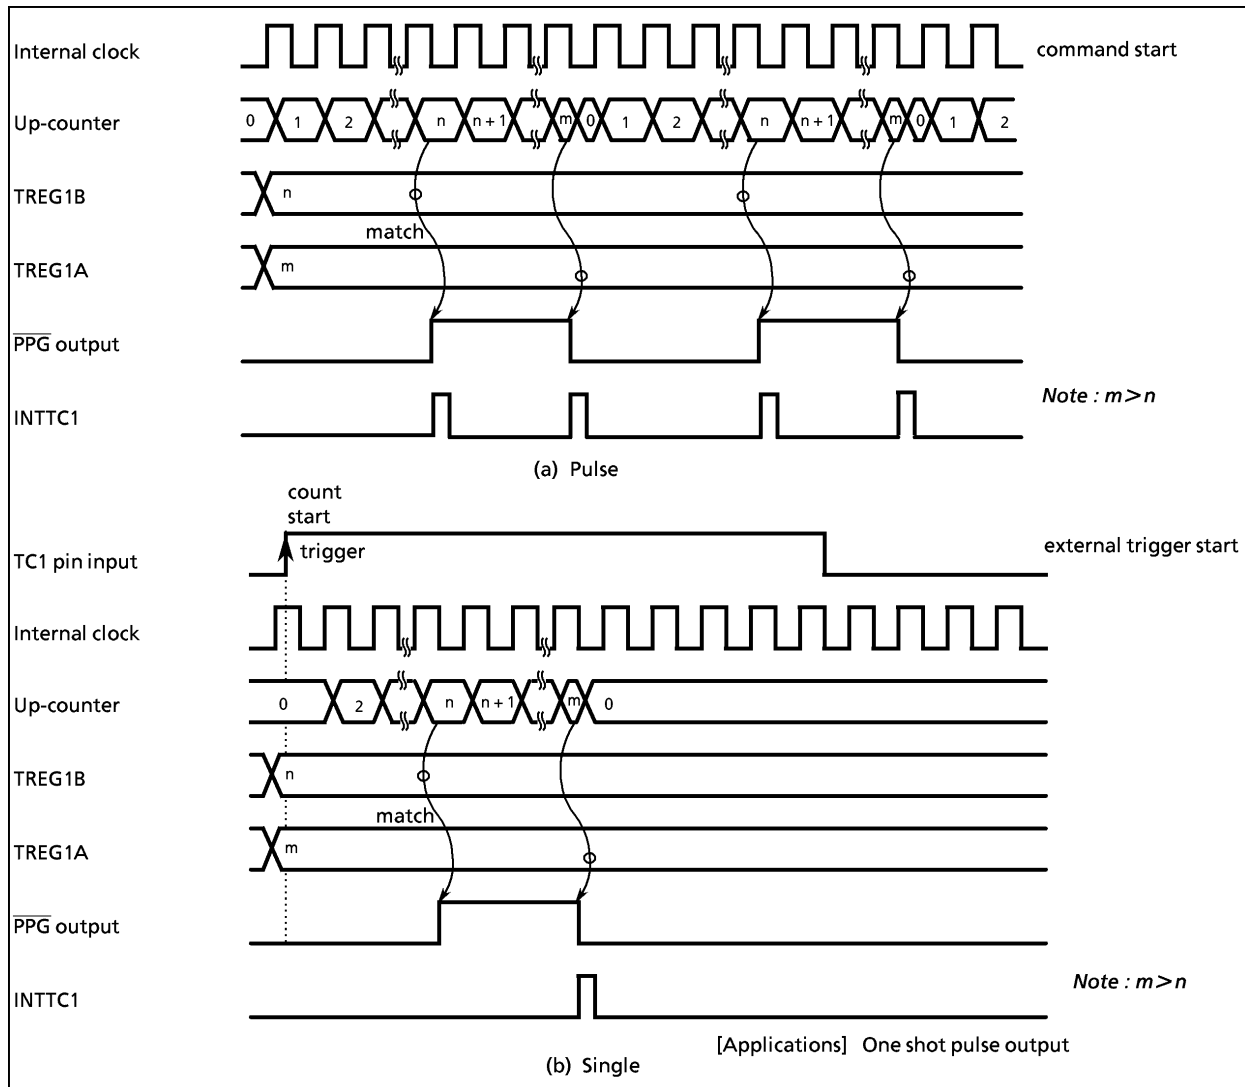 Internal clock
command start
Up-counter
0 1 2 n n + 1 m 0 1 2 n n + 1 m 0 1 2
TREG1B
n
match
TREG1A
m
PPG output
Note : m>n
INTTC1
(a) Pulse
count
start
trigger
TC1 pin input
external trigger start
Internal clock
Up-counter
0 2 n n + 1 m 0
TREG1B
n
match
TREG1A
m
PPG output
Note : m>n
INTTC1
[Applications] One shot pulse output
(b) Single